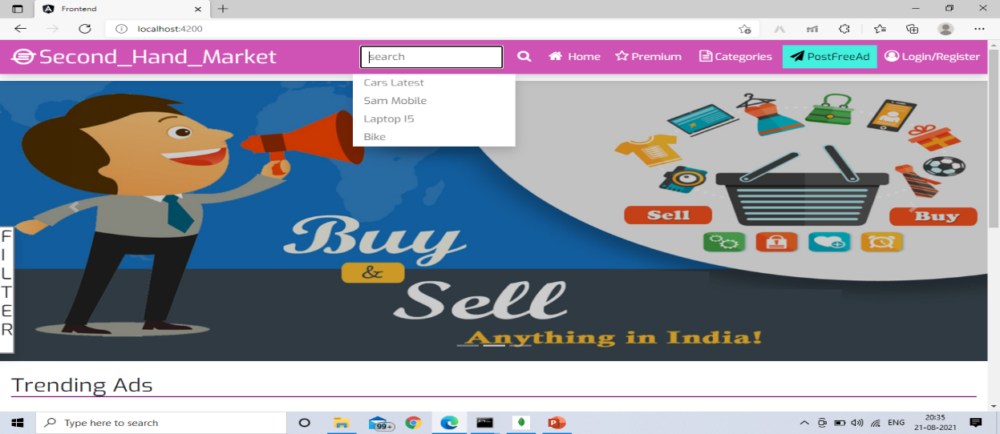 Frontend
localhost:4200
Second_Hand_Market
search
Home
Premium
Categories
PostFreeAd
Login/Register
Cars Latest
Sam Mobile
Laptop I5
Bike
Sell
Buy
Buy
&
Sell
Anything in India!
FILTER
Trending Ads
Type here to search
99+
ENG
20:35
21-08-2021